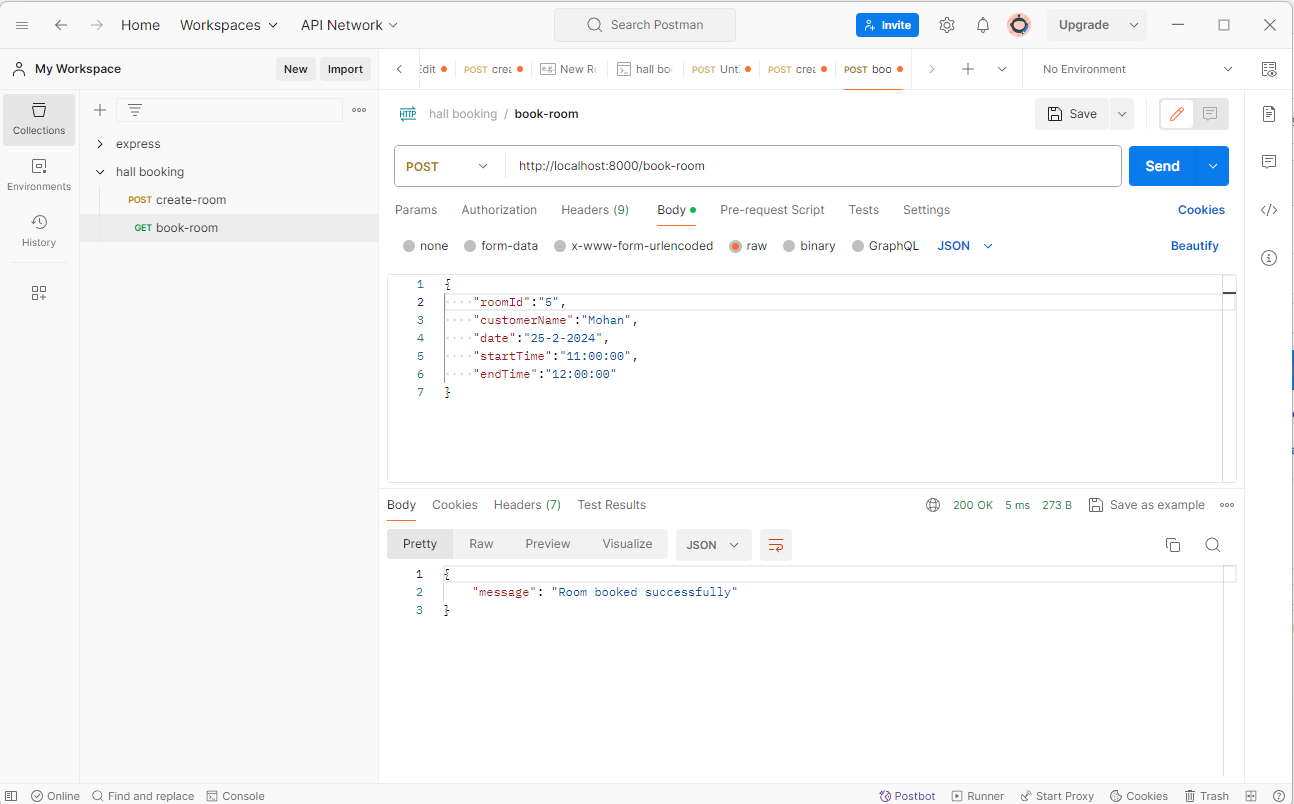 Home Workspaces API Network Search Postman Invite Upgrade
My Workspace New Import Edit POST crea New Re hall bo POST Unt POST crea POST boo No Environment
Collections
Environments
History
express
hall booking
POST create-room
GET book-room
HTTP hall booking / book-room Save
POST http://localhost:8000/book-room Send
Params Authorization Headers (9) Body Pre-request Script Tests Settings Cookies
none form-data x-www-form-urlencoded raw binary GraphQL JSON Beautify
1 {
2 "roomId":"5",
3 "customerName":"Mohan",
4 "date":"25-2-2024",
5 "startTime":"11:00:00",
6 "endTime":"12:00:00"
7 }
Body Cookies Headers (7) Test Results 200 OK 5 ms 273 B Save as example
Pretty Raw Preview Visualize JSON
1 {
2 "message": "Room booked successfully"
3 }
Online Find and replace Console Postbot Runner Start Proxy Cookies Trash